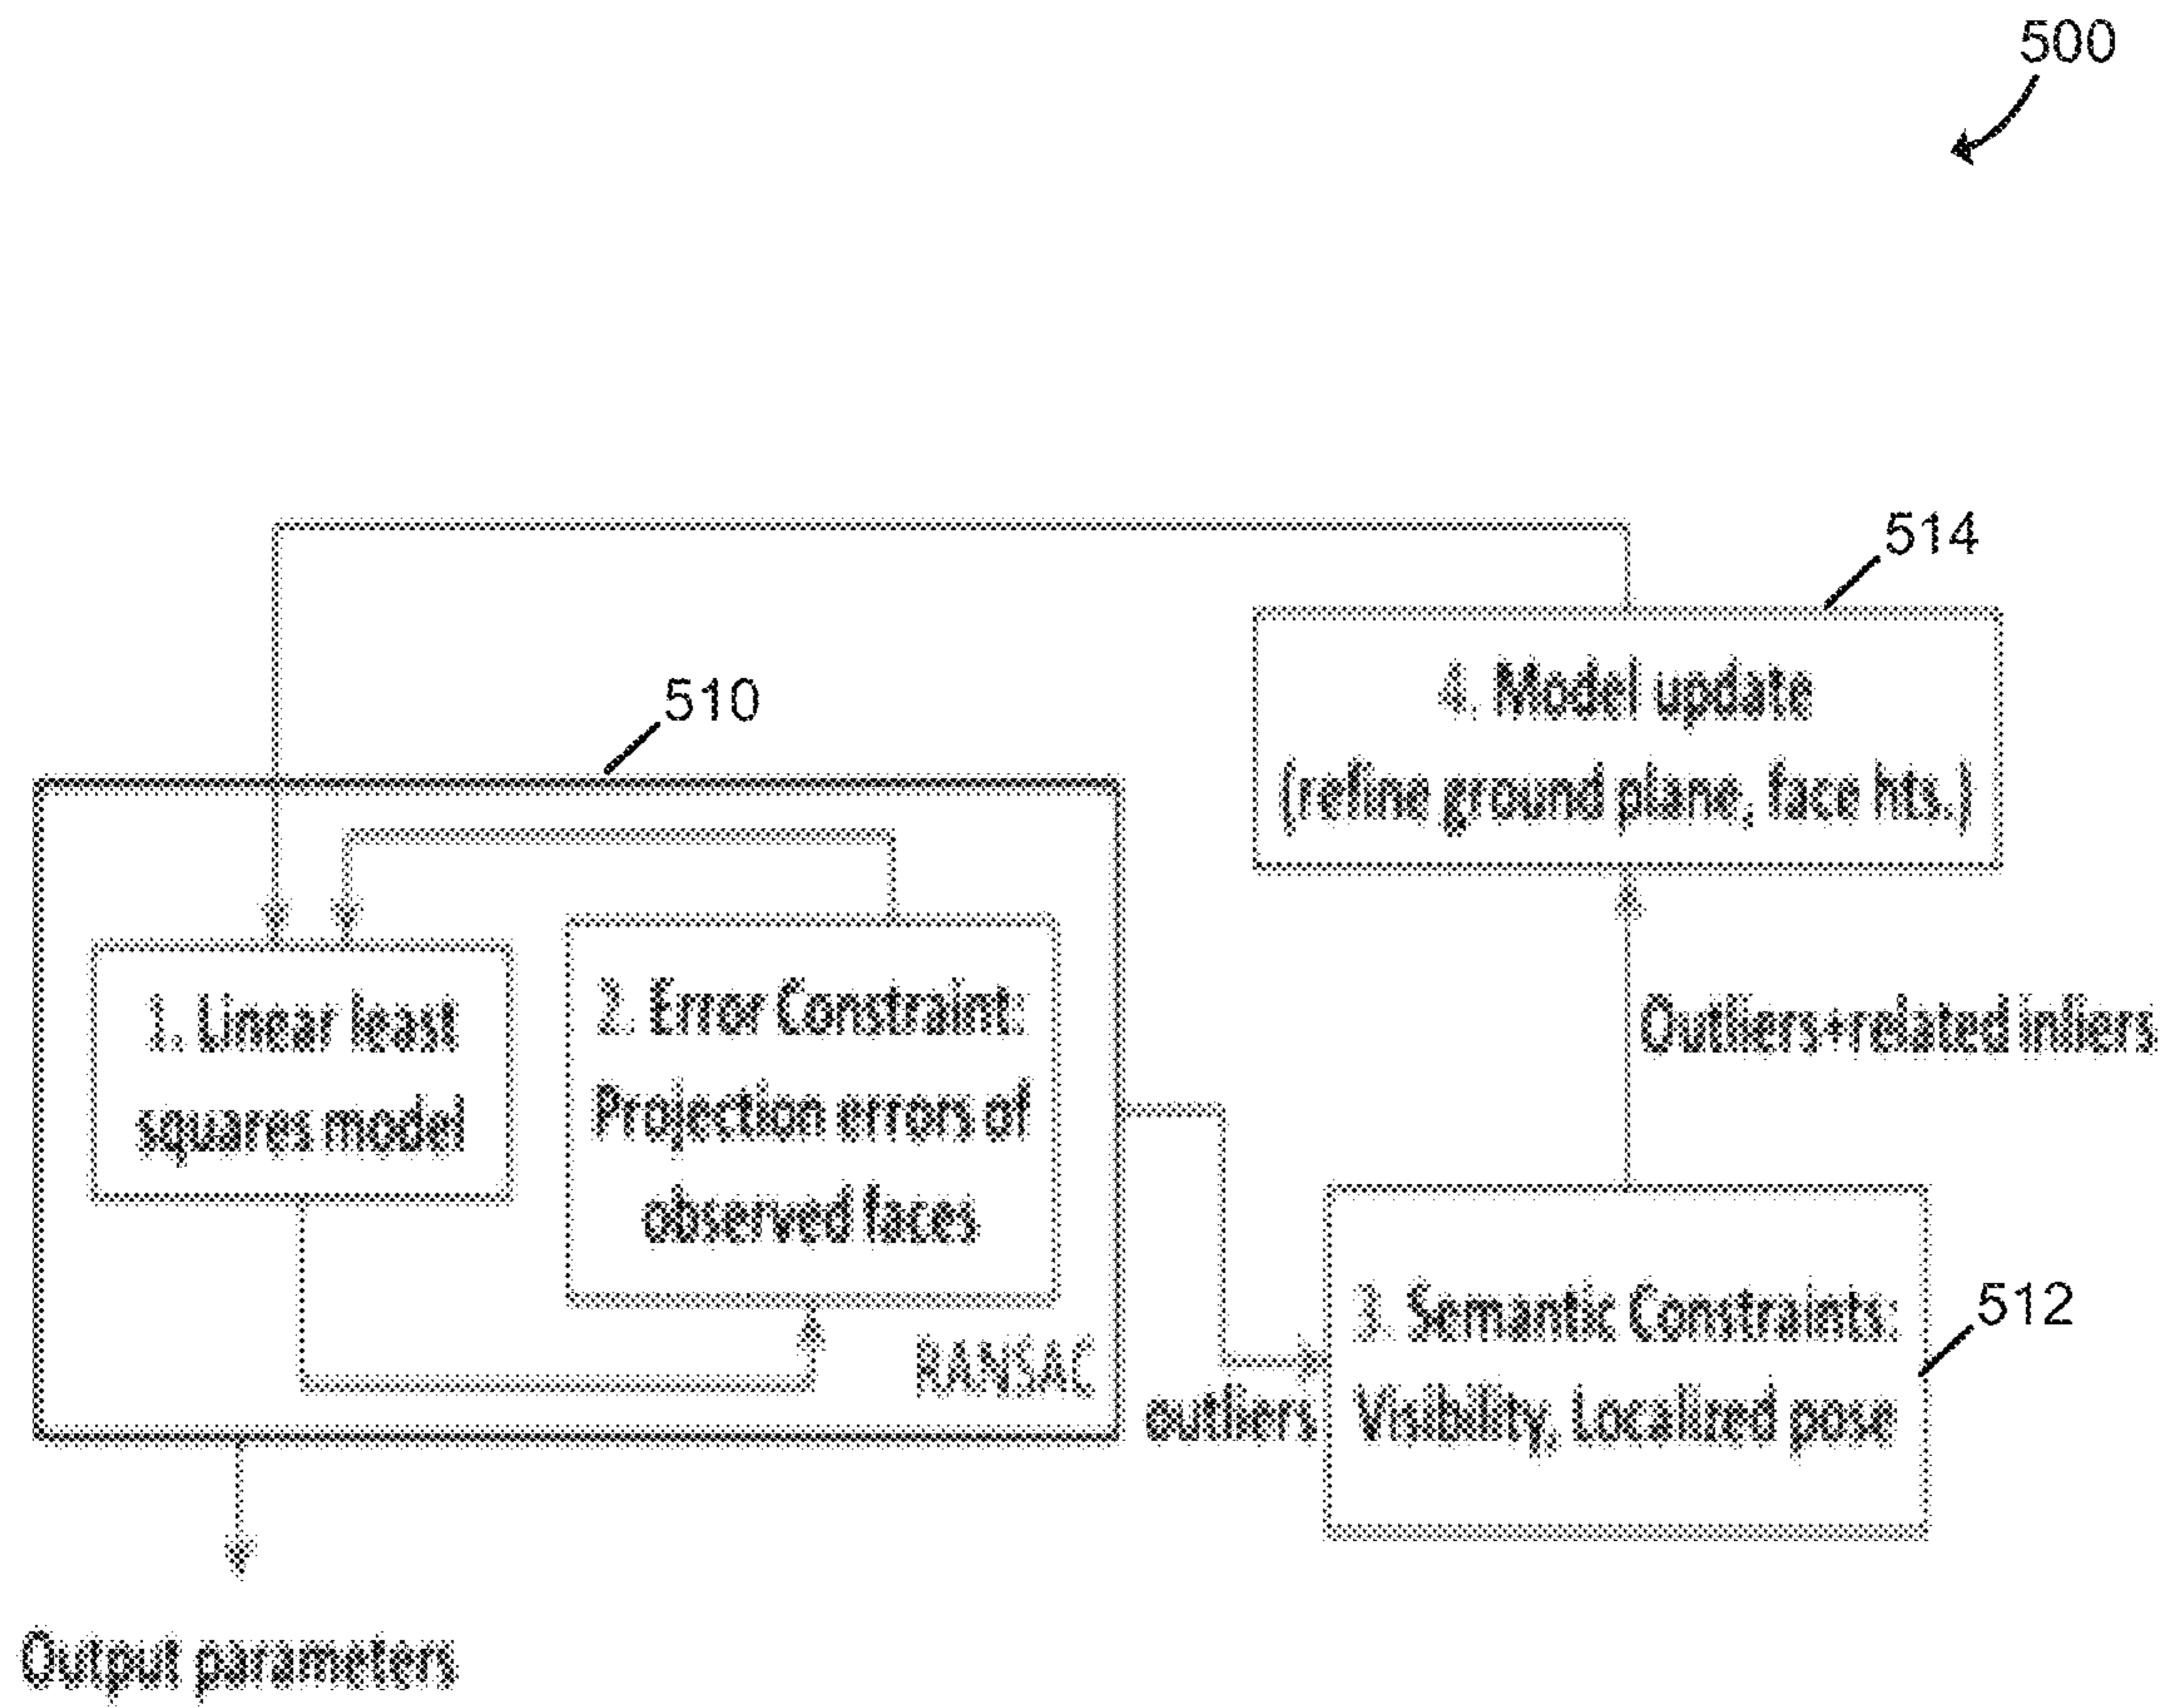 500
514
4. Model update
(refine ground plane, face hts.)
510
1. Linear least
squares model
2. Error Constraint:
Projection errors of
observed faces
RANSAC
Outliers+related inliers
outliers
3. Semantic Constraints:
Visibility, Localized pose
512
Output parameters